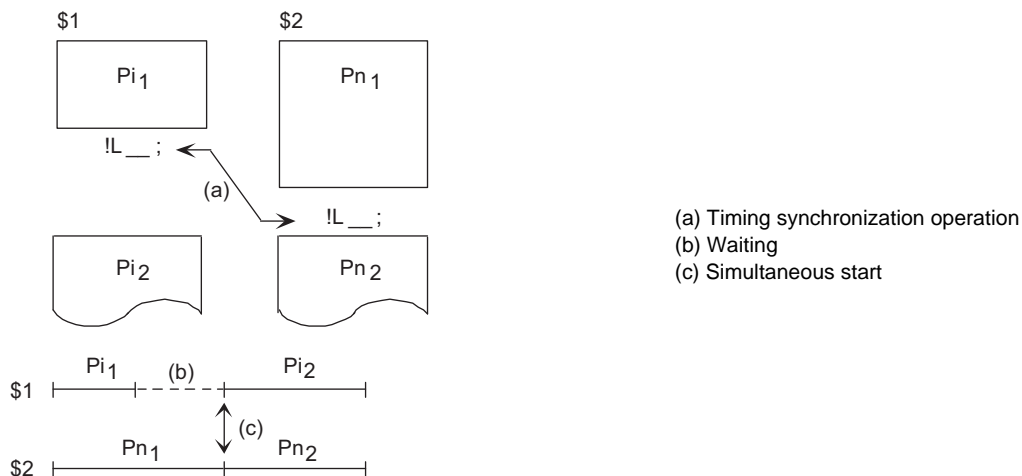 $1 $2
Pi1 Pn1
!L__ ;
(a)
!L__ ;
(a) Timing synchronization operation
(b) Waiting
(c) Simultaneous start
Pi2 Pn2
Pi1 (b) Pi2
$1
(c)
Pn1 Pn2
$2